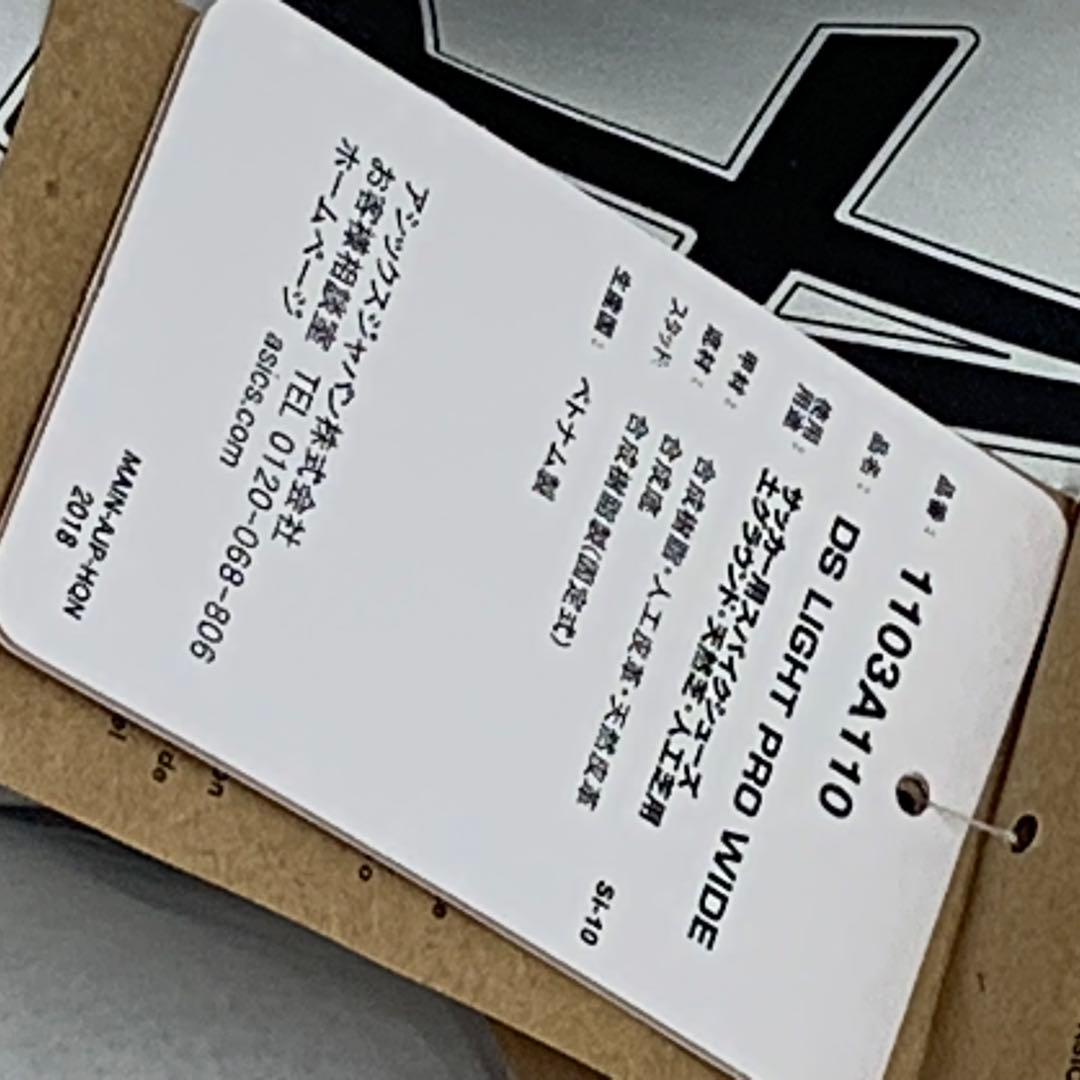 品番： 1103A110
品名： DS LIGHT PRO WIDE
使用用途： サッカー用スパイクシューズ
土グラウンド・天然芝・人工芝用
甲材： 合成樹脂・人工皮革・天然皮革
底材： 合成底
スタッド： 合成樹脂製(固定式)
SI-10
生産国： ベトナム製
アシックスジャパン株式会社
お客様相談室 TEL 0120-068-806
ホームページ asics.com
MAIN-AJP-HQN
2018